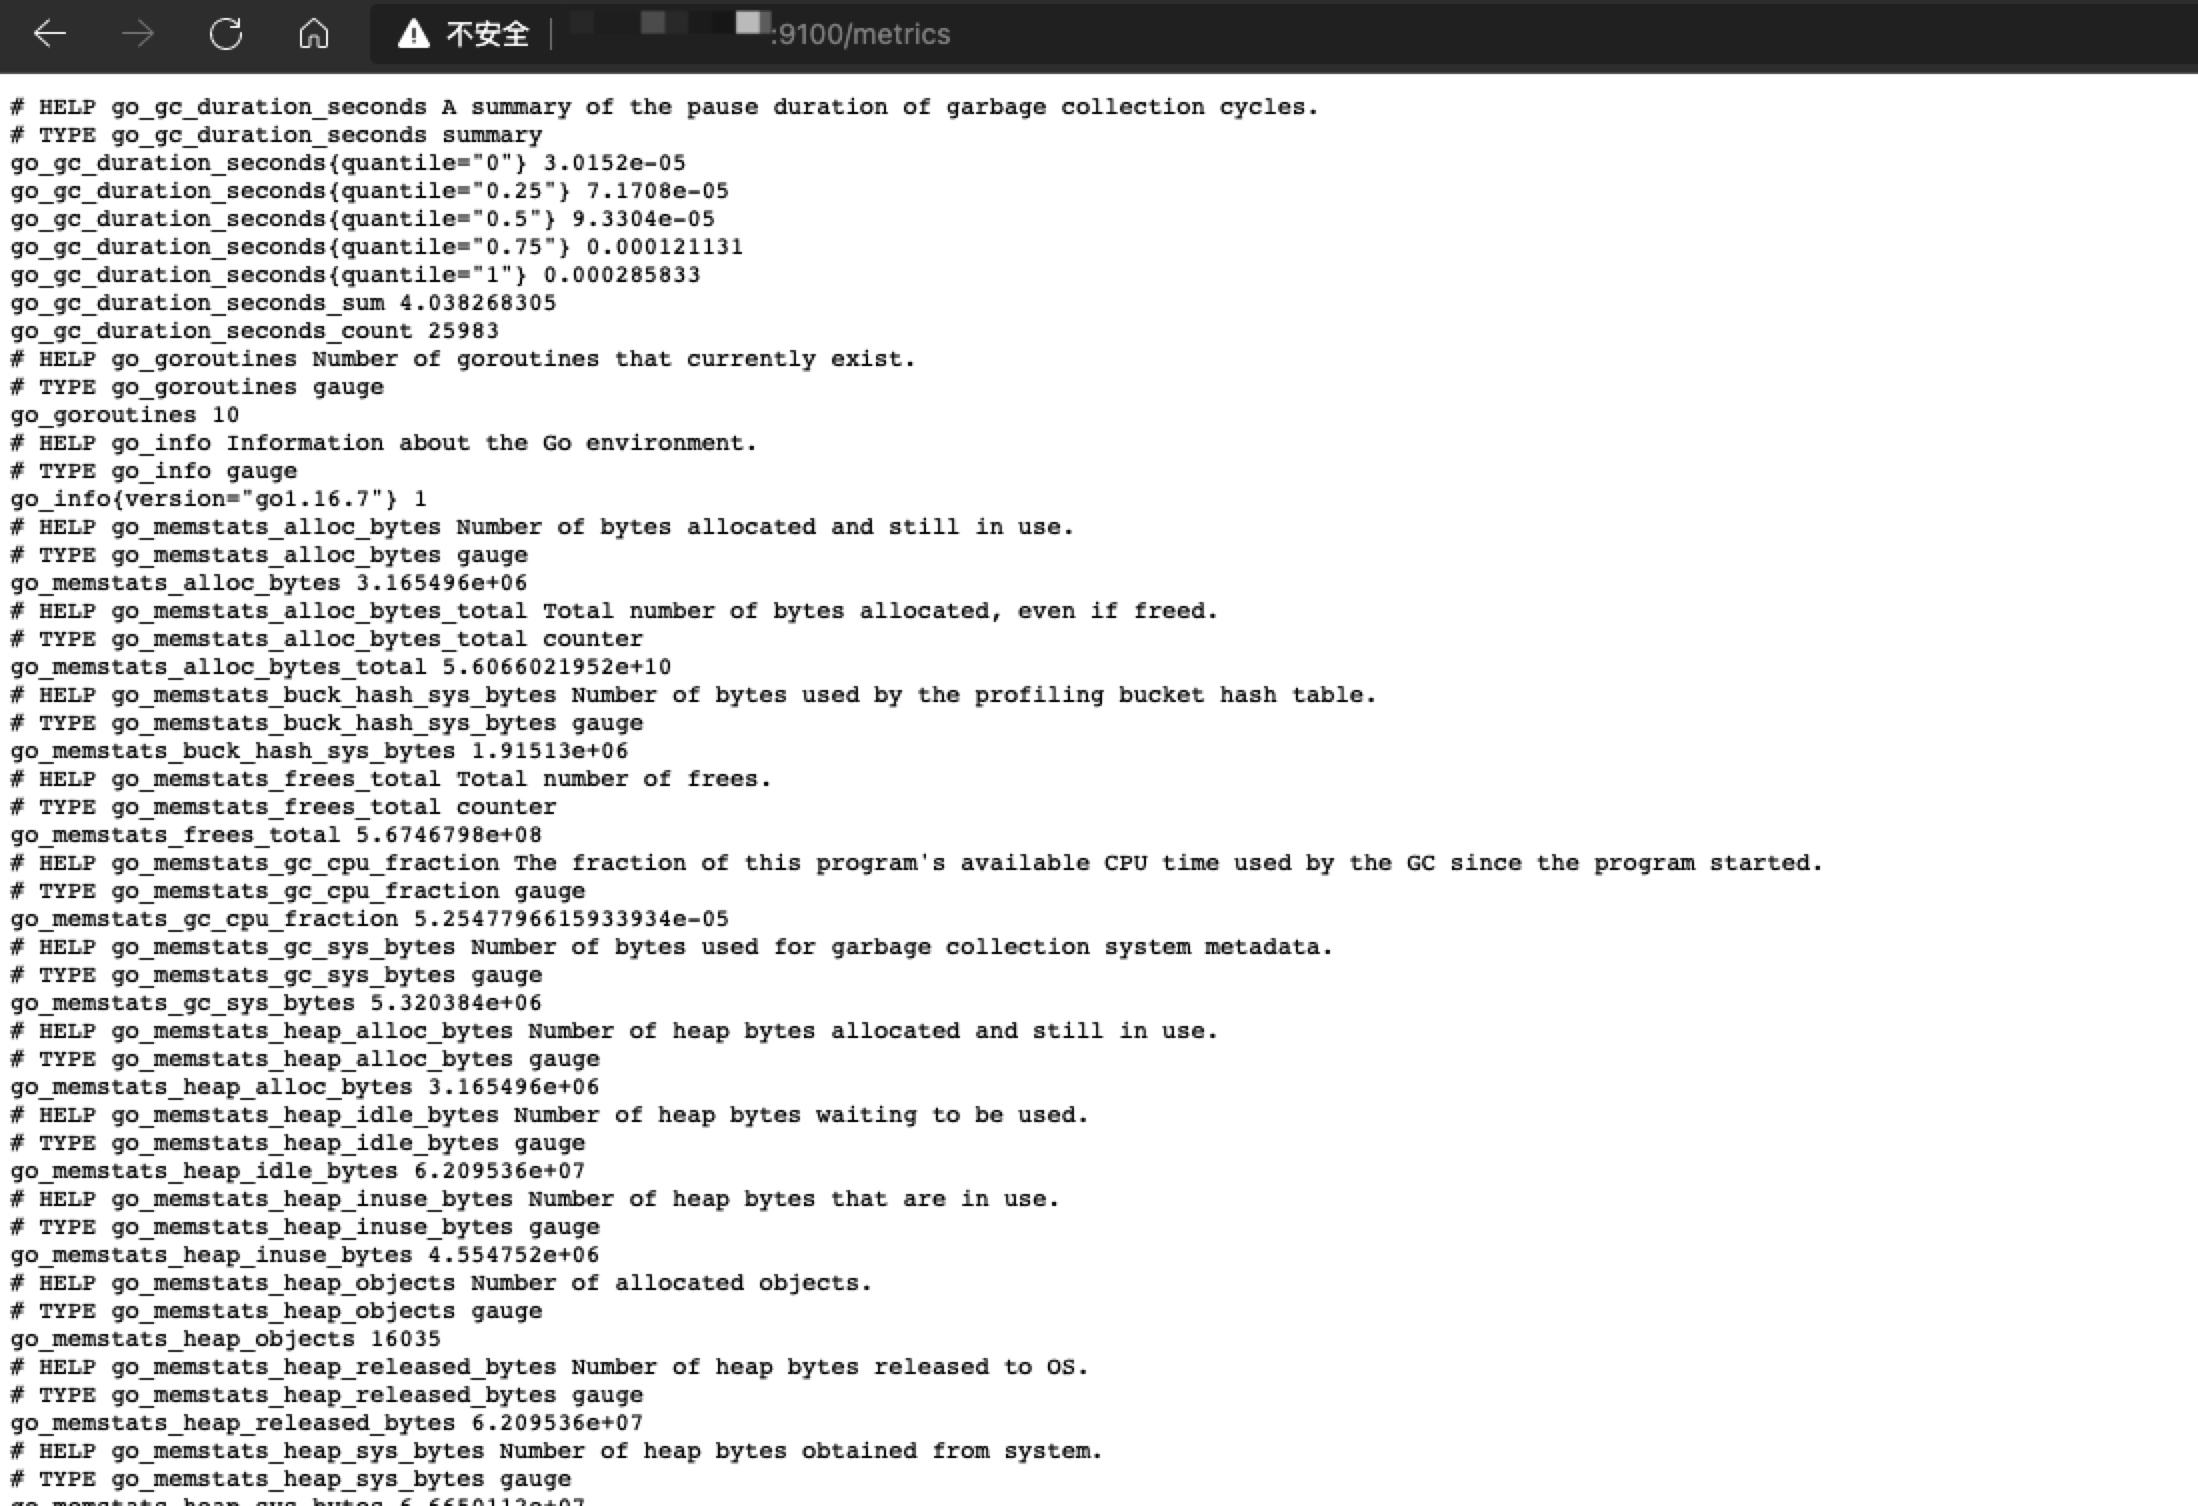 不安全 :9100/metrics
# HELP go_gc_duration_seconds A summary of the pause duration of garbage collection cycles.
# TYPE go_gc_duration_seconds summary
go_gc_duration_seconds{quantile="0"} 3.0152e-05
go_gc_duration_seconds{quantile="0.25"} 7.1708e-05
go_gc_duration_seconds{quantile="0.5"} 9.3304e-05
go_gc_duration_seconds{quantile="0.75"} 0.000121131
go_gc_duration_seconds{quantile="1"} 0.000285833
go_gc_duration_seconds_sum 4.038268305
go_gc_duration_seconds_count 25983
# HELP go_goroutines Number of goroutines that currently exist.
# TYPE go_goroutines gauge
go_goroutines 10
# HELP go_info Information about the Go environment.
# TYPE go_info gauge
go_info{version="go1.16.7"} 1
# HELP go_memstats_alloc_bytes Number of bytes allocated and still in use.
# TYPE go_memstats_alloc_bytes gauge
go_memstats_alloc_bytes 3.165496e+06
# HELP go_memstats_alloc_bytes_total Total number of bytes allocated, even if freed.
# TYPE go_memstats_alloc_bytes_total counter
go_memstats_alloc_bytes_total 5.6066021952e+10
# HELP go_memstats_buck_hash_sys_bytes Number of bytes used by the profiling bucket hash table.
# TYPE go_memstats_buck_hash_sys_bytes gauge
go_memstats_buck_hash_sys_bytes 1.91513e+06
# HELP go_memstats_frees_total Total number of frees.
# TYPE go_memstats_frees_total counter
go_memstats_frees_total 5.6746798e+08
# HELP go_memstats_gc_cpu_fraction The fraction of this program's available CPU time used by the GC since the program started.
# TYPE go_memstats_gc_cpu_fraction gauge
go_memstats_gc_cpu_fraction 5.2547796615933934e-05
# HELP go_memstats_gc_sys_bytes Number of bytes used for garbage collection system metadata.
# TYPE go_memstats_gc_sys_bytes gauge
go_memstats_gc_sys_bytes 5.320384e+06
# HELP go_memstats_heap_alloc_bytes Number of heap bytes allocated and still in use.
# TYPE go_memstats_heap_alloc_bytes gauge
go_memstats_heap_alloc_bytes 3.165496e+06
# HELP go_memstats_heap_idle_bytes Number of heap bytes waiting to be used.
# TYPE go_memstats_heap_idle_bytes gauge
go_memstats_heap_idle_bytes 6.209536e+07
# HELP go_memstats_heap_inuse_bytes Number of heap bytes that are in use.
# TYPE go_memstats_heap_inuse_bytes gauge
go_memstats_heap_inuse_bytes 4.554752e+06
# HELP go_memstats_heap_objects Number of allocated objects.
# TYPE go_memstats_heap_objects gauge
go_memstats_heap_objects 16035
# HELP go_memstats_heap_released_bytes Number of heap bytes released to OS.
# TYPE go_memstats_heap_released_bytes gauge
go_memstats_heap_released_bytes 6.209536e+07
# HELP go_memstats_heap_sys_bytes Number of heap bytes obtained from system.
# TYPE go_memstats_heap_sys_bytes gauge
go_memstats_heap_sys_bytes